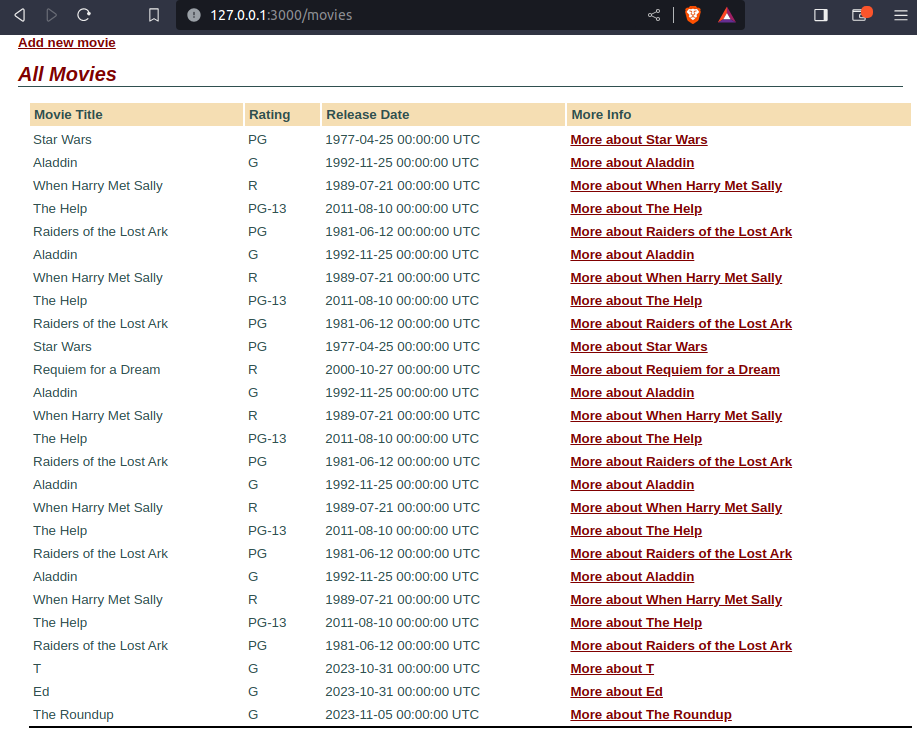 127.0.0.1:3000/movies
Add new movie
All Movies
Movie Title Rating Release Date More Info
Star Wars PG 1977-04-25 00:00:00 UTC More about Star Wars
Aladdin G 1992-11-25 00:00:00 UTC More about Aladdin
When Harry Met Sally R 1989-07-21 00:00:00 UTC More about When Harry Met Sally
The Help PG-13 2011-08-10 00:00:00 UTC More about The Help
Raiders of the Lost Ark PG 1981-06-12 00:00:00 UTC More about Raiders of the Lost Ark
Aladdin G 1992-11-25 00:00:00 UTC More about Aladdin
When Harry Met Sally R 1989-07-21 00:00:00 UTC More about When Harry Met Sally
The Help PG-13 2011-08-10 00:00:00 UTC More about The Help
Raiders of the Lost Ark PG 1981-06-12 00:00:00 UTC More about Raiders of the Lost Ark
Star Wars PG 1977-04-25 00:00:00 UTC More about Star Wars
Requiem for a Dream R 2000-10-27 00:00:00 UTC More about Requiem for a Dream
Aladdin G 1992-11-25 00:00:00 UTC More about Aladdin
When Harry Met Sally R 1989-07-21 00:00:00 UTC More about When Harry Met Sally
The Help PG-13 2011-08-10 00:00:00 UTC More about The Help
Raiders of the Lost Ark PG 1981-06-12 00:00:00 UTC More about Raiders of the Lost Ark
Aladdin G 1992-11-25 00:00:00 UTC More about Aladdin
When Harry Met Sally R 1989-07-21 00:00:00 UTC More about When Harry Met Sally
The Help PG-13 2011-08-10 00:00:00 UTC More about The Help
Raiders of the Lost Ark PG 1981-06-12 00:00:00 UTC More about Raiders of the Lost Ark
Aladdin G 1992-11-25 00:00:00 UTC More about Aladdin
When Harry Met Sally R 1989-07-21 00:00:00 UTC More about When Harry Met Sally
The Help PG-13 2011-08-10 00:00:00 UTC More about The Help
Raiders of the Lost Ark PG 1981-06-12 00:00:00 UTC More about Raiders of the Lost Ark
T G 2023-10-31 00:00:00 UTC More about T
Ed G 2023-10-31 00:00:00 UTC More about Ed
The Roundup G 2023-11-05 00:00:00 UTC More about The Roundup